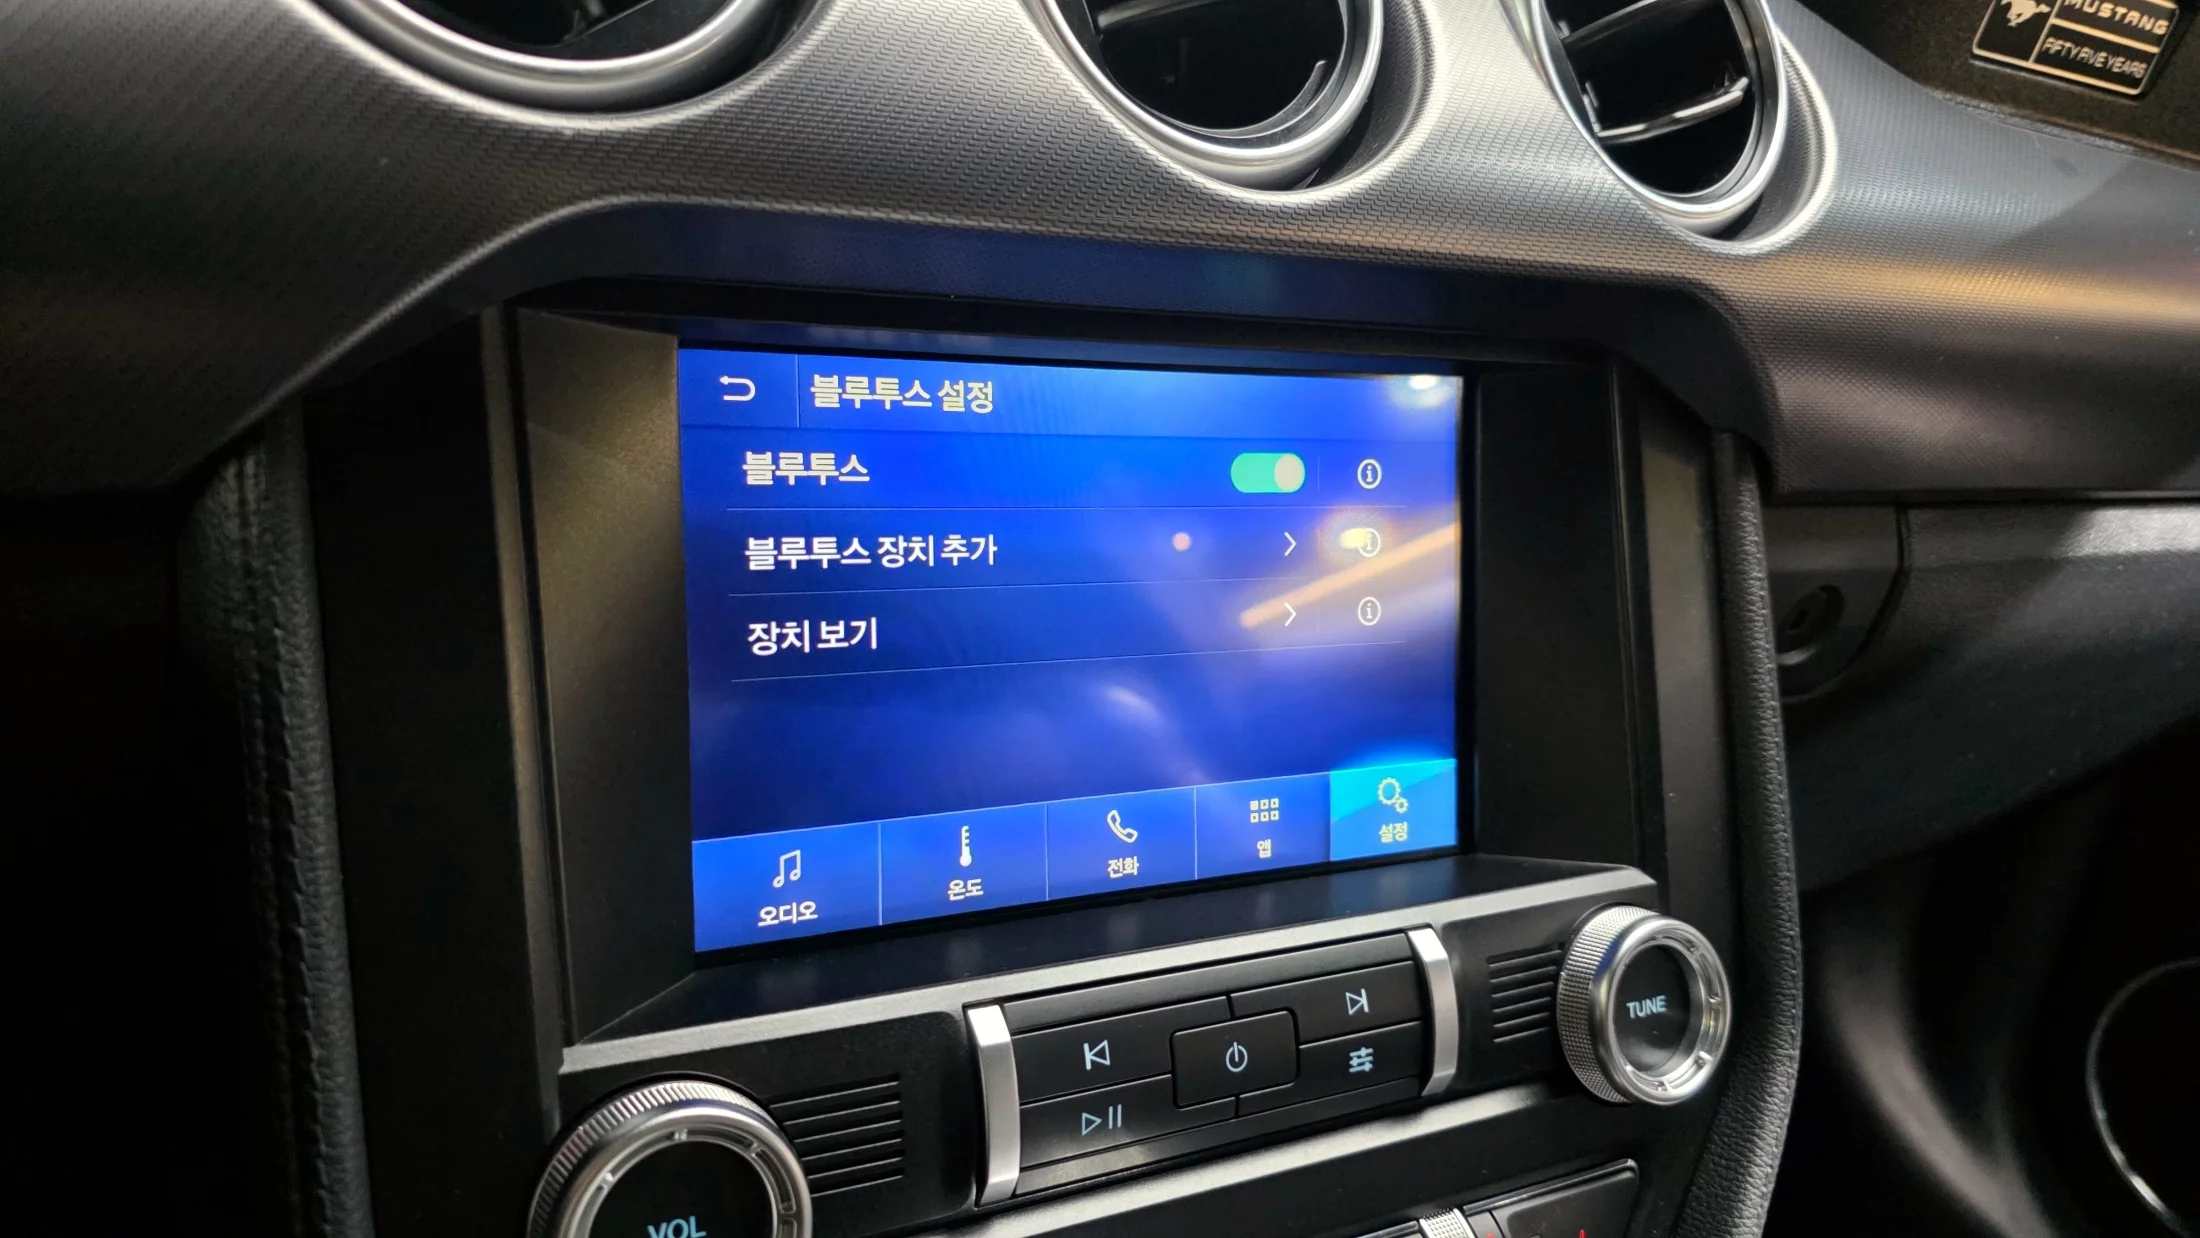 MUSTANG
FIFTY FIVE YEARS
블루투스 설정
블루투스
블루투스 장치 추가
장치 보기
오디오
온도
전화
앱
설정
TUNE
VOL